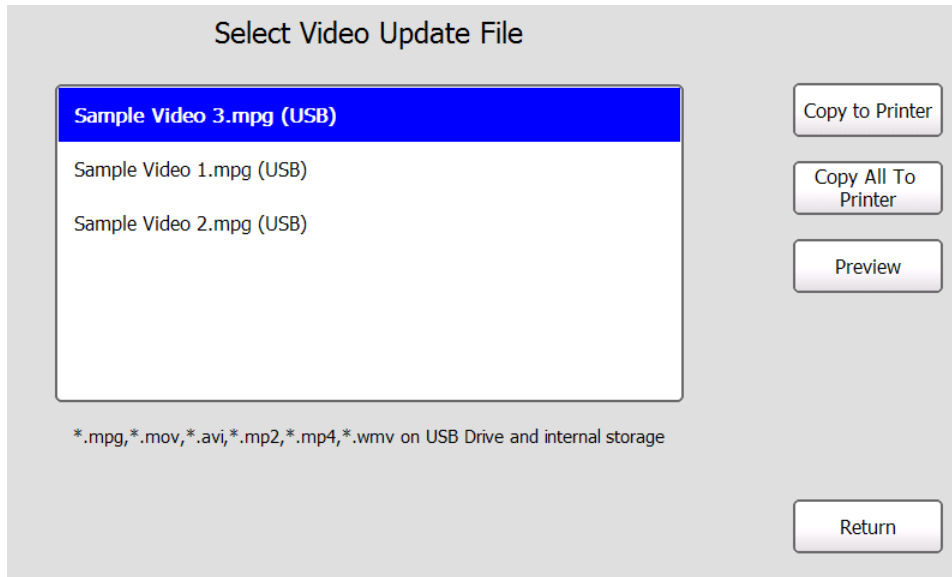 Select Video Update File
Sample Video 3.mpg (USB)
Sample Video 1.mpg (USB)
Sample Video 2.mpg (USB)
*.mpg,*.mov,*.avi,*.mp2,*.mp4,*.wmv on USB Drive and internal storage
Copy to Printer
Copy All To
Printer
Preview
Return